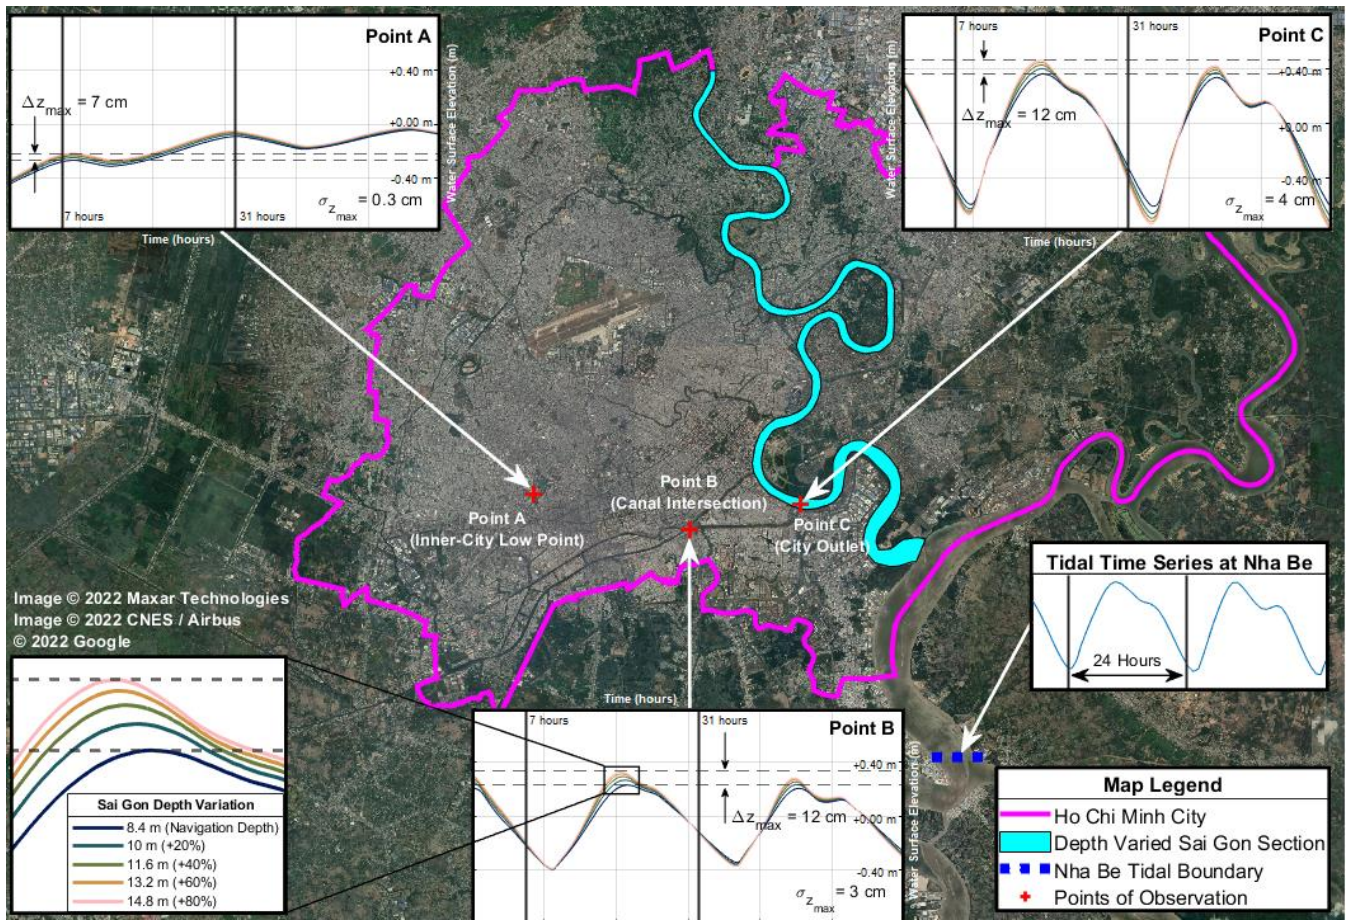 Point A
Water Surface Elevation (m)
+0.40 m
Δz_max = 7 cm
+0.00 m
-0.40 m
σ_z_max = 0.3 cm
7 hours
31 hours
Time (hours)
7 hours
31 hours
Point C
Water Surface Elevation (m)
+0.40 m
Δz_max = 12 cm
+0.00 m
-0.40 m
σ_z_max = 4 cm
Time (hours)
Point A
(Inner-City Low Point)
Point B
(Canal Intersection)
Point C
(City Outlet)
Image © 2022 Maxar Technologies
Image © 2022 CNES / Airbus
© 2022 Google
Tidal Time Series at Nha Be
24 Hours
Sai Gon Depth Variation
8.4 m (Navigation Depth)
10 m (+20%)
11.6 m (+40%)
13.2 m (+60%)
14.8 m (+80%)
Time (hours)
7 hours
31 hours
Point B
Water Surface Elevation (m)
+0.40 m
Δz_max = 12 cm
+0.00 m
-0.40 m
σ_z_max = 3 cm
Map Legend
Ho Chi Minh City
Depth Varied Sai Gon Section
Nha Be Tidal Boundary
Points of Observation